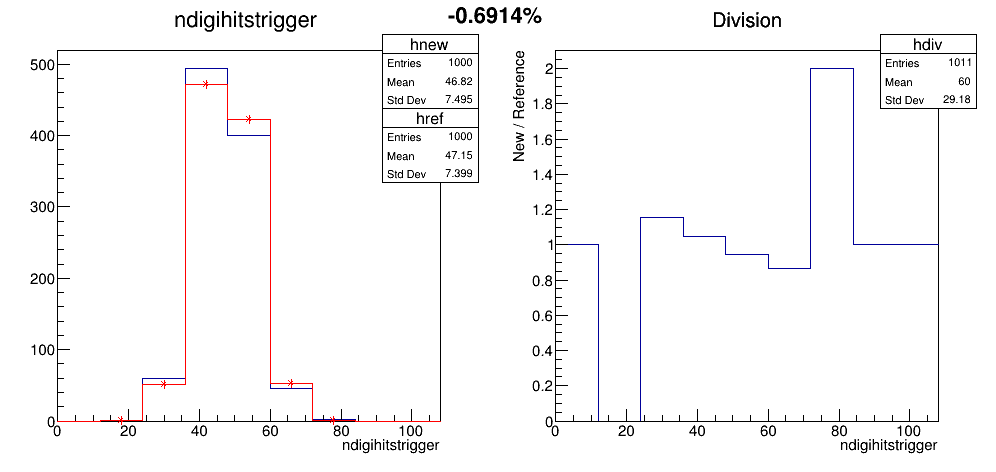 -0.6914%
ndigihitstrigger
hnew
Entries 1000
Mean 46.82
Std Dev 7.495
href
Entries 1000
Mean 47.15
Std Dev 7.399
500
400
300
200
100
0
0 20 40 60 80 100
ndigihitstrigger
Division
hdiv
Entries 1011
Mean 60
Std Dev 29.18
New / Reference
2
1.8
1.6
1.4
1.2
1
0.8
0.6
0.4
0.2
0
0 20 40 60 80 100
ndigihitstrigger